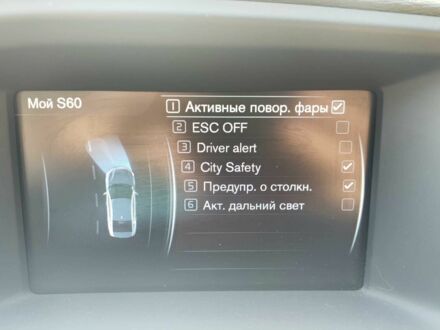 Мой S60
1 Активные повор. фары
2 ESC OFF
3 Driver alert
4 City Safety
5 Предупр. о столкн.
6 Акт. дальний свет